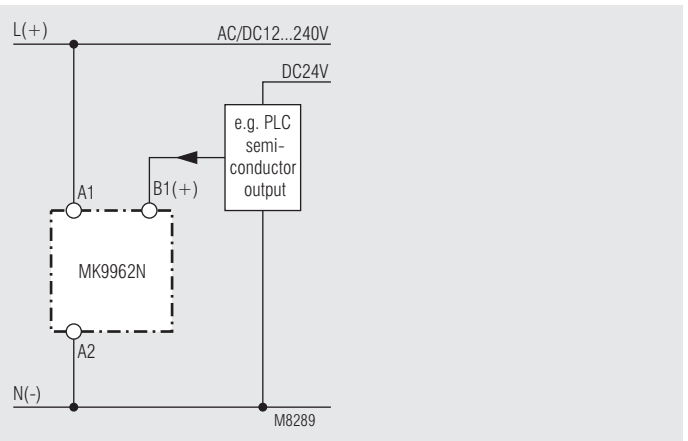 L(+)
AC/DC12...240V
DC24V
e.g. PLC
semi-
conductor
output
A1
B1(+)
MK9962N
A2
N(-)
M8289